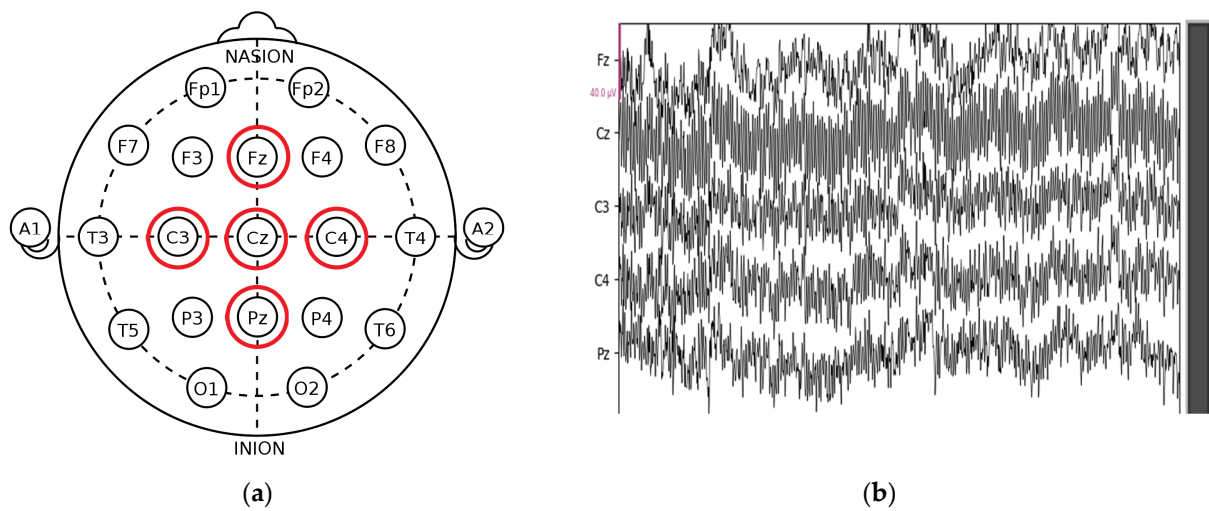 NASION
Fp1 Fp2
F7 F3 Fz F4 F8
A1 T3 C3 Cz C4 T4 A2
T5 P3 Pz P4 T6
O1 O2
INION
(a)
Fz
40.0 µV
Cz
C3
C4
Pz
(b)